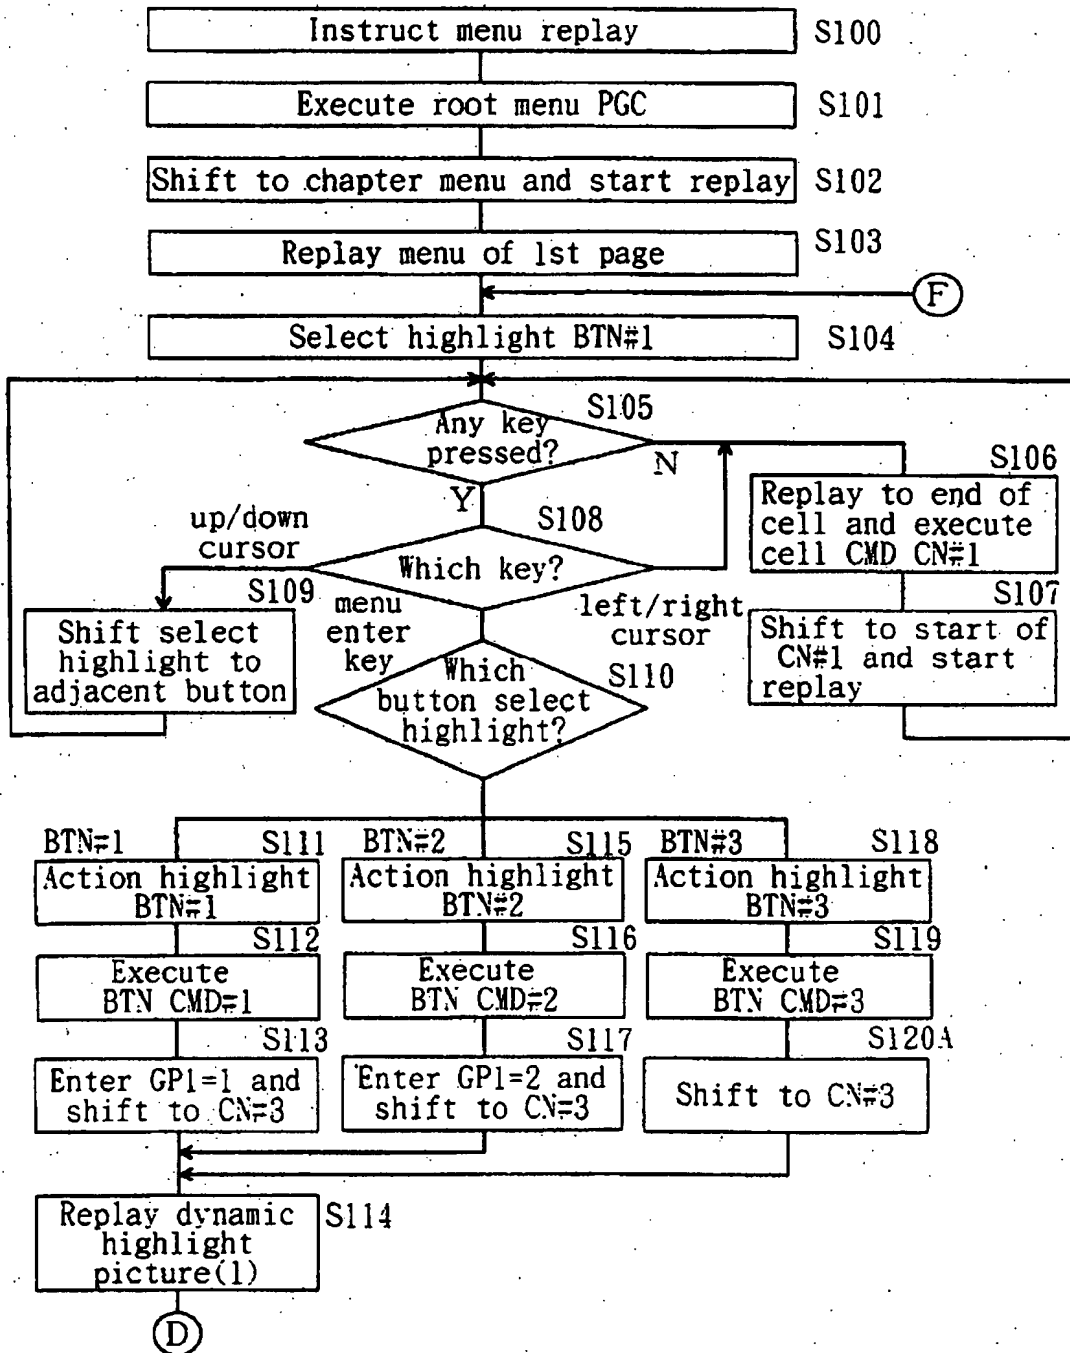 Instruct menu replay S100
Execute root menu PGC S101
Shift to chapter menu and start replay S102
Replay menu of 1st page S103
F
Select highlight BTN#1 S104
S105
Any key
pressed?
N
Y
S106
Replay to end of
cell and execute
cell CMD CN#1
S107
Shift to start of
CN#1 and start
replay
S108
Which key?
up/down
cursor
S109
Shift select
highlight to
adjacent button
menu
enter
key
left/right
cursor
S110
Which
button select
highlight?
BTN#1 S111
Action highlight
BTN#1
S112
Execute
BTN CMD#1
S113
Enter GP1=1 and
shift to CN#3
BTN#2 S115
Action highlight
BTN#2
S116
Execute
BTN CMD#2
S117
Enter GP1=2 and
shift to CN#3
BTN#3 S118
Action highlight
BTN#3
S119
Execute
BTN CMD#3
S120A
Shift to CN#3
Replay dynamic
highlight
picture(1)
S114
D